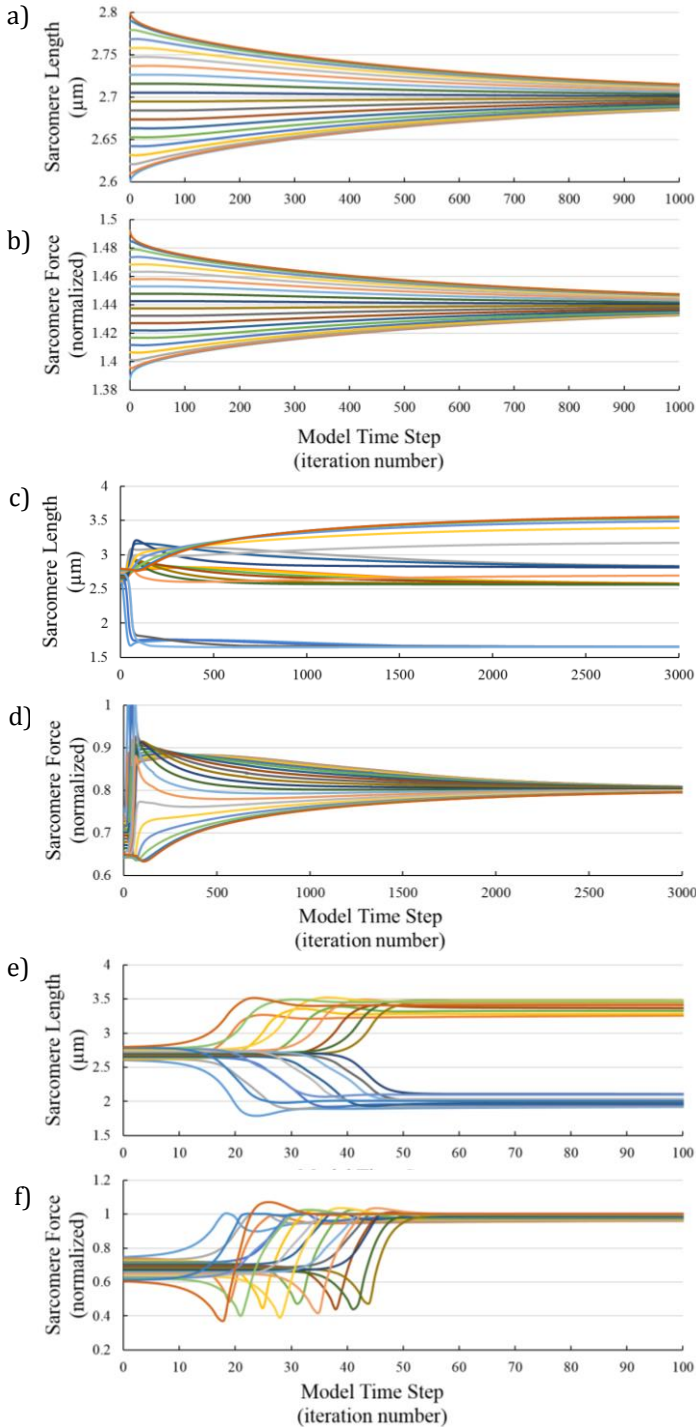 a)
Sarcomere Length
(µm)
2.8
2.75
2.7
2.65
2.6
0 100 200 300 400 500 600 700 800 900 1000
b)
Sarcomere Force
(normalized)
1.5
1.48
1.46
1.44
1.42
1.4
1.38
0 100 200 300 400 500 600 700 800 900 1000
Model Time Step
(iteration number)
c)
Sarcomere Length
(µm)
4
3.5
3
2.5
2
1.5
0 500 1000 1500 2000 2500 3000
d)
Sarcomere Force
(normalized)
1
0.9
0.8
0.7
0.6
0 500 1000 1500 2000 2500 3000
Model Time Step
(iteration number)
e)
Sarcomere Length
(µm)
4
3.5
3
2.5
2
1.5
0 10 20 30 40 50 60 70 80 90 100
f)
Sarcomere Force
(normalized)
1.2
1
0.8
0.6
0.4
0.2
0 10 20 30 40 50 60 70 80 90 100
Model Time Step
(iteration number)